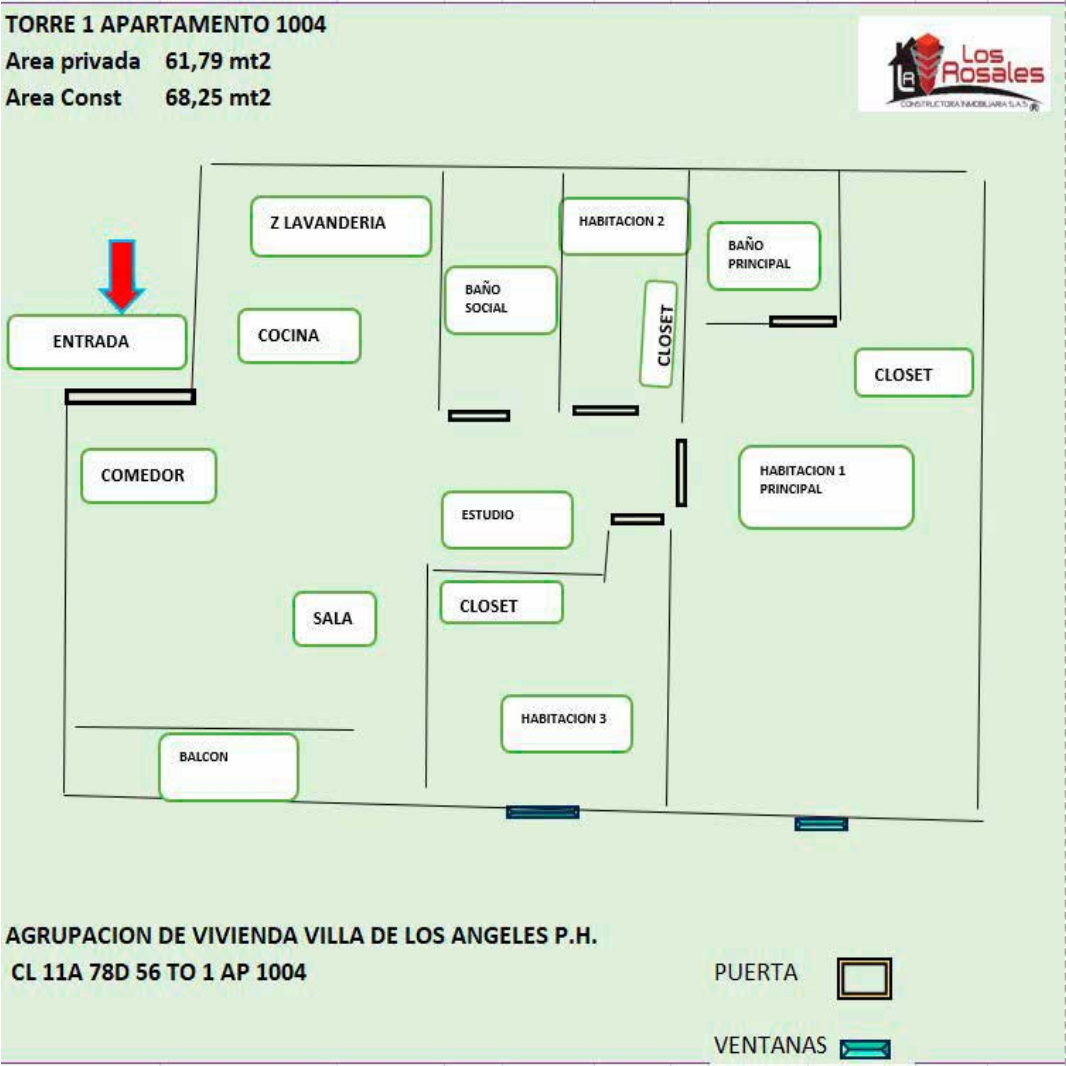 TORRE 1 APARTAMENTO 1004
Area privada 61,79 mt2
Area Const 68,25 mt2
LR
Los
Rosales
CONSTRUCTORA INMOBILIARIA S.A.S ®
Z LAVANDERIA
HABITACION 2
BAÑO
PRINCIPAL
BAÑO
SOCIAL
ENTRADA
COCINA
CLOSET
CLOSET
COMEDOR
HABITACION 1
PRINCIPAL
ESTUDIO
CLOSET
SALA
HABITACION 3
BALCON
AGRUPACION DE VIVIENDA VILLA DE LOS ANGELES P.H.
CL 11A 78D 56 TO 1 AP 1004
PUERTA
VENTANAS